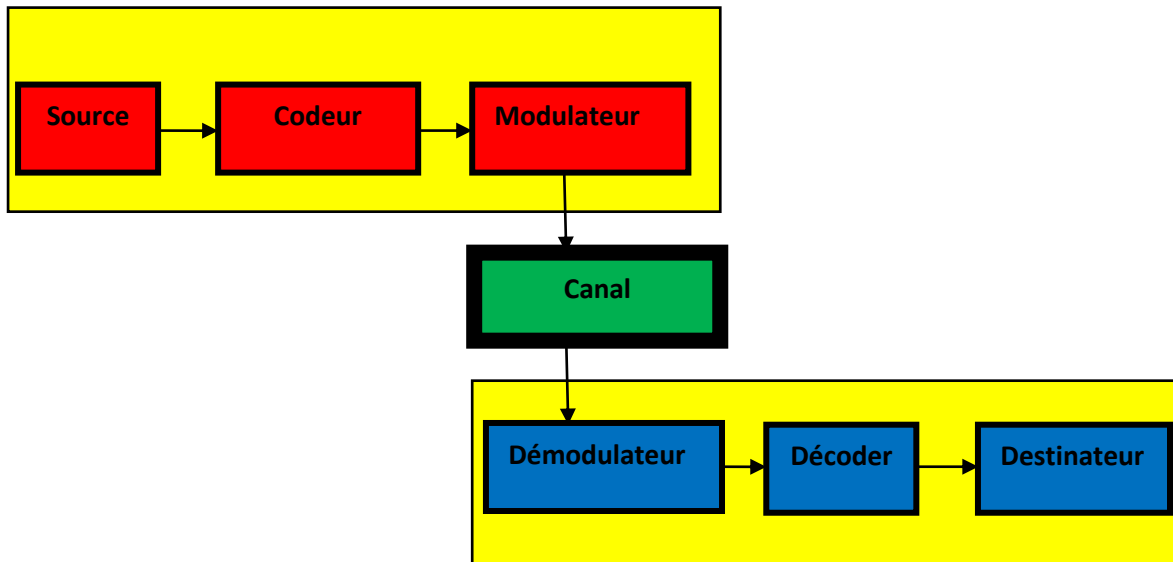 Source
Codeur
Modulateur
Canal
Démodulateur
Décoder
Destinateur